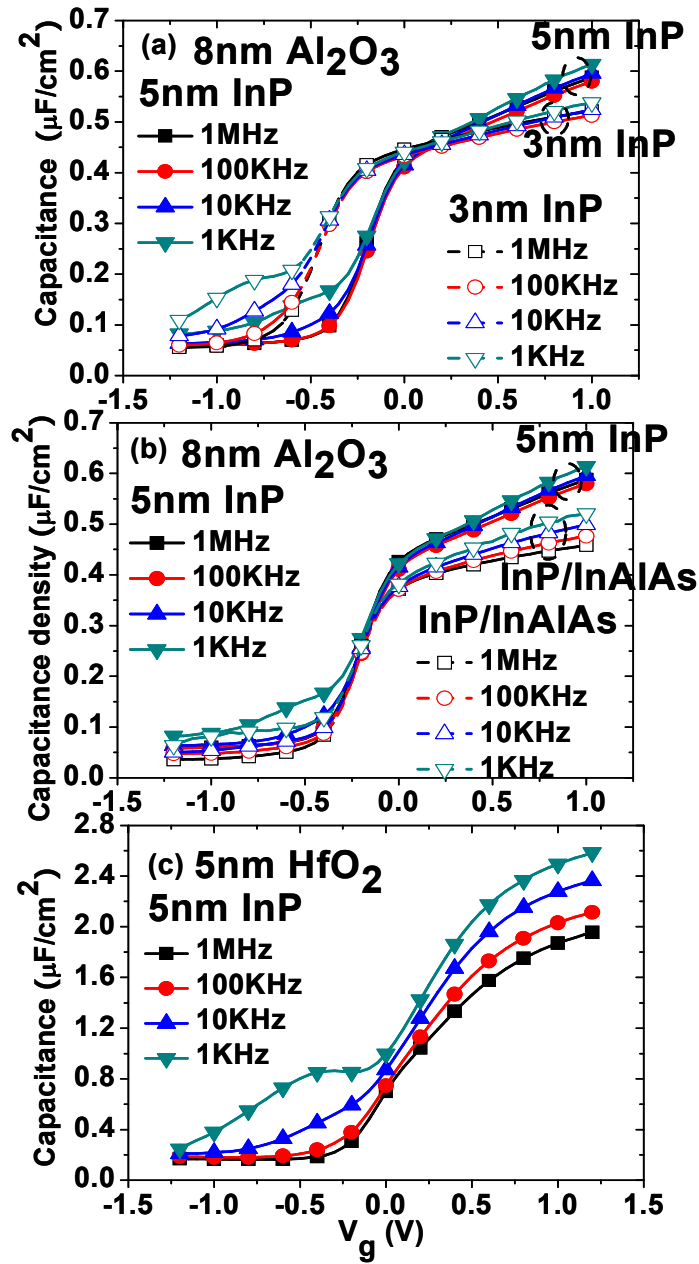 (a) 8nm Al2O3
5nm InP
1MHz
100KHz
10KHz
1KHz
5nm InP
3nm InP
3nm InP
1MHz
100KHz
10KHz
1KHz
Capacitance (μF/cm2)
0.7
0.6
0.5
0.4
0.3
0.2
0.1
0.0
-1.5 -1.0 -0.5 0.0 0.5 1.0
(b) 8nm Al2O3
5nm InP
1MHz
100KHz
10KHz
1KHz
5nm InP
InP/InAlAs
InP/InAlAs
1MHz
100KHz
10KHz
1KHz
Capacitance density (μF/cm2)
0.7
0.6
0.5
0.4
0.3
0.2
0.1
0.0
-1.5 -1.0 -0.5 0.0 0.5 1.0
(c) 5nm HfO2
5nm InP
1MHz
100KHz
10KHz
1KHz
Capacitance (μF/cm2)
2.8
2.4
2.0
1.6
1.2
0.8
0.4
0.0
-1.5 -1.0 -0.5 0.0 0.5 1.0 1.5
Vg (V)